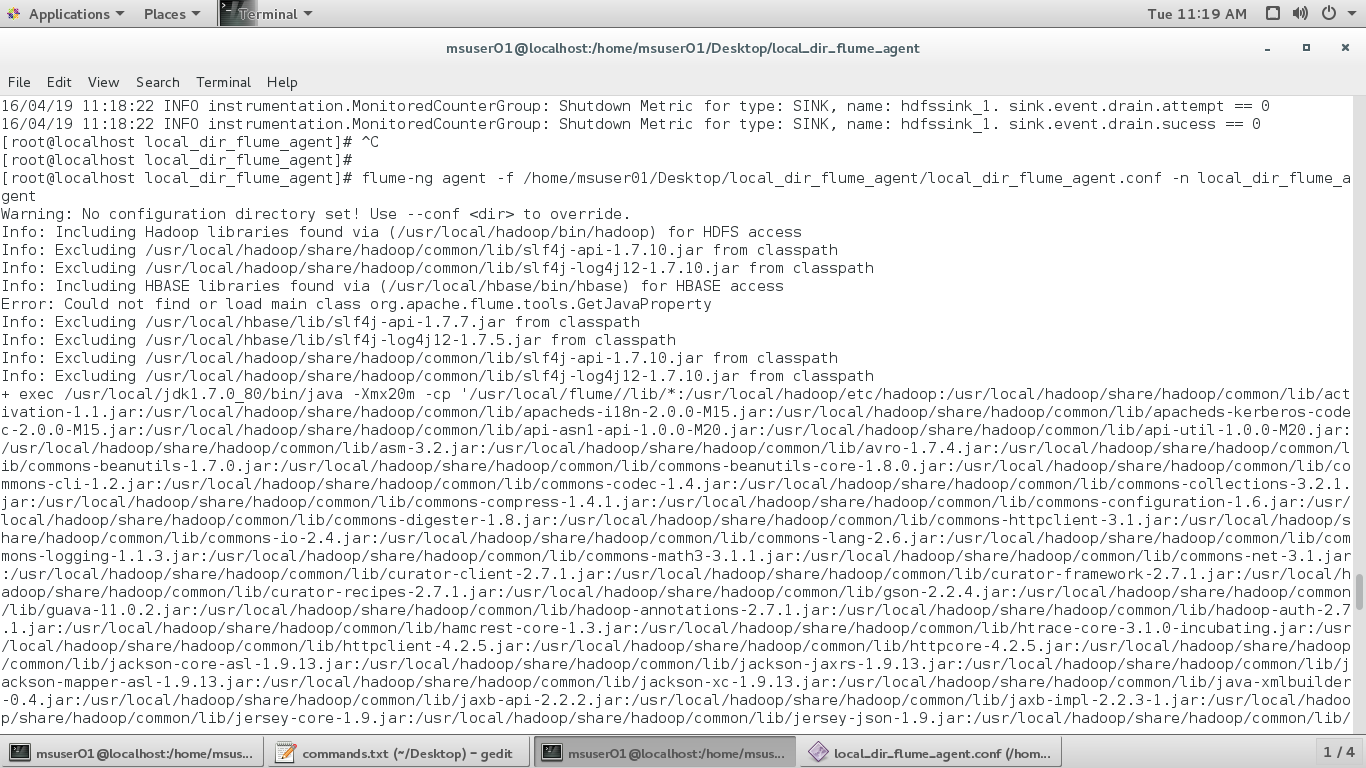 Applications Places Terminal Tue 11:19 AM
msuser01@localhost:/home/msuser01/Desktop/local_dir_flume_agent
File Edit View Search Terminal Help
16/04/19 11:18:22 INFO instrumentation.MonitoredCounterGroup: Shutdown Metric for type: SINK, name: hdfssink_1. sink.event.drain.attempt == 0
16/04/19 11:18:22 INFO instrumentation.MonitoredCounterGroup: Shutdown Metric for type: SINK, name: hdfssink_1. sink.event.drain.sucess == 0
[root@localhost local_dir_flume_agent]# ^C
[root@localhost local_dir_flume_agent]#
[root@localhost local_dir_flume_agent]# flume-ng agent -f /home/msuser01/Desktop/local_dir_flume_agent/local_dir_flume_agent.conf -n local_dir_flume_a
gent
Warning: No configuration directory set! Use --conf <dir> to override.
Info: Including Hadoop libraries found via (/usr/local/hadoop/bin/hadoop) for HDFS access
Info: Excluding /usr/local/hadoop/share/hadoop/common/lib/slf4j-api-1.7.10.jar from classpath
Info: Excluding /usr/local/hadoop/share/hadoop/common/lib/slf4j-log4j12-1.7.10.jar from classpath
Info: Including HBASE libraries found via (/usr/local/hbase/bin/hbase) for HBASE access
Error: Could not find or load main class org.apache.flume.tools.GetJavaProperty
Info: Excluding /usr/local/hbase/lib/slf4j-api-1.7.7.jar from classpath
Info: Excluding /usr/local/hbase/lib/slf4j-log4j12-1.7.5.jar from classpath
Info: Excluding /usr/local/hadoop/share/hadoop/common/lib/slf4j-api-1.7.10.jar from classpath
Info: Excluding /usr/local/hadoop/share/hadoop/common/lib/slf4j-log4j12-1.7.10.jar from classpath
+ exec /usr/local/jdk1.7.0_80/bin/java -Xmx20m -cp '/usr/local/flume//lib/*:/usr/local/hadoop/etc/hadoop:/usr/local/hadoop/share/hadoop/common/lib/act
ivation-1.1.jar:/usr/local/hadoop/share/hadoop/common/lib/apacheds-i18n-2.0.0-M15.jar:/usr/local/hadoop/share/hadoop/common/lib/apacheds-kerberos-code
c-2.0.0-M15.jar:/usr/local/hadoop/share/hadoop/common/lib/api-asn1-api-1.0.0-M20.jar:/usr/local/hadoop/share/hadoop/common/lib/api-util-1.0.0-M20.jar:
/usr/local/hadoop/share/hadoop/common/lib/asm-3.2.jar:/usr/local/hadoop/share/hadoop/common/lib/avro-1.7.4.jar:/usr/local/hadoop/share/hadoop/common/l
ib/commons-beanutils-1.7.0.jar:/usr/local/hadoop/share/hadoop/common/lib/commons-beanutils-core-1.8.0.jar:/usr/local/hadoop/share/hadoop/common/lib/co
mmons-cli-1.2.jar:/usr/local/hadoop/share/hadoop/common/lib/commons-codec-1.4.jar:/usr/local/hadoop/share/hadoop/common/lib/commons-collections-3.2.1.
jar:/usr/local/hadoop/share/hadoop/common/lib/commons-compress-1.4.1.jar:/usr/local/hadoop/share/hadoop/common/lib/commons-configuration-1.6.jar:/usr/
local/hadoop/share/hadoop/common/lib/commons-digester-1.8.jar:/usr/local/hadoop/share/hadoop/common/lib/commons-httpclient-3.1.jar:/usr/local/hadoop/s
hare/hadoop/common/lib/commons-io-2.4.jar:/usr/local/hadoop/share/hadoop/common/lib/commons-lang-2.6.jar:/usr/local/hadoop/share/hadoop/common/lib/com
mons-logging-1.1.3.jar:/usr/local/hadoop/share/hadoop/common/lib/commons-math3-3.1.1.jar:/usr/local/hadoop/share/hadoop/common/lib/commons-net-3.1.jar
:/usr/local/hadoop/share/hadoop/common/lib/curator-client-2.7.1.jar:/usr/local/hadoop/share/hadoop/common/lib/curator-framework-2.7.1.jar:/usr/local/h
adoop/share/hadoop/common/lib/curator-recipes-2.7.1.jar:/usr/local/hadoop/share/hadoop/common/lib/gson-2.2.4.jar:/usr/local/hadoop/share/hadoop/common
/lib/guava-11.0.2.jar:/usr/local/hadoop/share/hadoop/common/lib/hadoop-annotations-2.7.1.jar:/usr/local/hadoop/share/hadoop/common/lib/hadoop-auth-2.7
.1.jar:/usr/local/hadoop/share/hadoop/common/lib/hamcrest-core-1.3.jar:/usr/local/hadoop/share/hadoop/common/lib/htrace-core-3.1.0-incubating.jar:/usr
/local/hadoop/share/hadoop/common/lib/httpclient-4.2.5.jar:/usr/local/hadoop/share/hadoop/common/lib/httpcore-4.2.5.jar:/usr/local/hadoop/share/hadoop
/common/lib/jackson-core-asl-1.9.13.jar:/usr/local/hadoop/share/hadoop/common/lib/jackson-jaxrs-1.9.13.jar:/usr/local/hadoop/share/hadoop/common/lib/j
ackson-mapper-asl-1.9.13.jar:/usr/local/hadoop/share/hadoop/common/lib/jackson-xc-1.9.13.jar:/usr/local/hadoop/share/hadoop/common/lib/java-xmlbuilder
-0.4.jar:/usr/local/hadoop/share/hadoop/common/lib/jaxb-api-2.2.2.jar:/usr/local/hadoop/share/hadoop/common/lib/jaxb-impl-2.2.3-1.jar:/usr/local/hadoo
p/share/hadoop/common/lib/jersey-core-1.9.jar:/usr/local/hadoop/share/hadoop/common/lib/jersey-json-1.9.jar:/usr/local/hadoop/share/hadoop/common/lib/
msuser01@localhost:/home/msus... commands.txt (~/Desktop) - gedit msuser01@localhost:/home/msus... local_dir_flume_agent.conf (/hom... 1 / 4